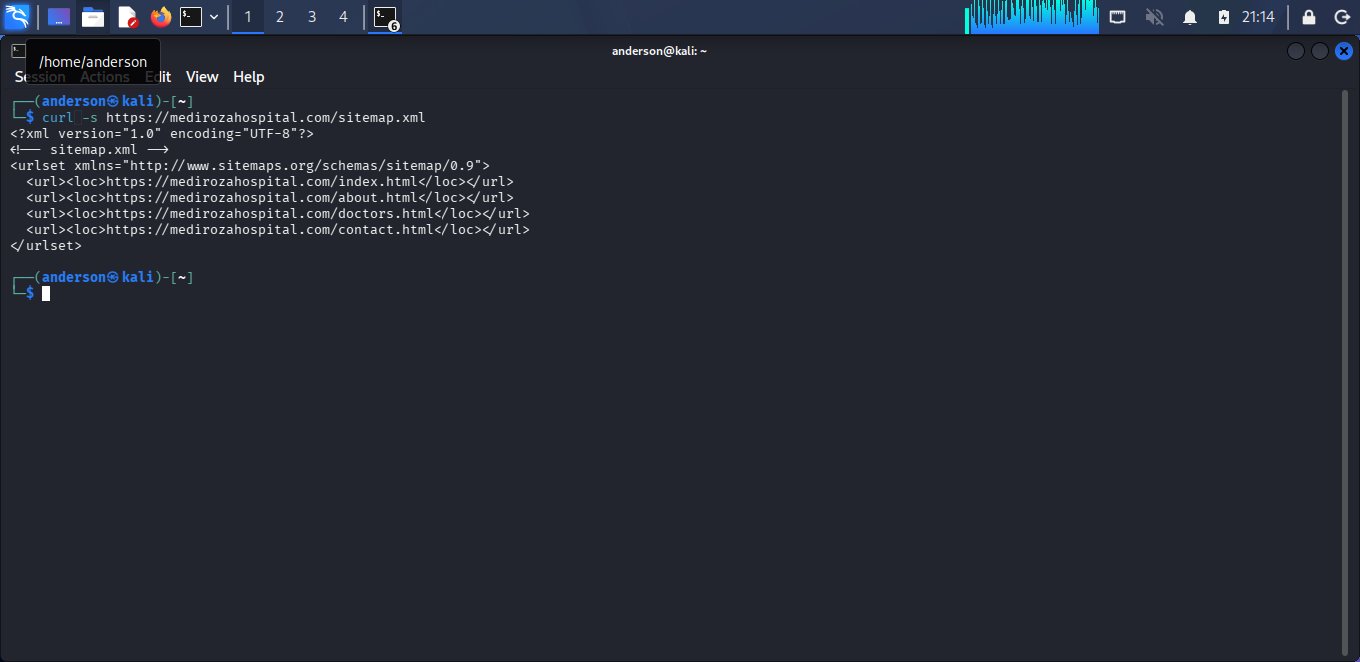 1 2 3 4 6 21:14
anderson@kali: ~
/home/anderson
Session Actions Edit View Help
┌──(anderson㉿kali)-[~]
└─$ curl -s https://medirozahospital.com/sitemap.xml
<?xml version="1.0" encoding="UTF-8"?>
<!-- sitemap.xml -->
<urlset xmlns="http://www.sitemaps.org/schemas/sitemap/0.9">
  <url><loc>https://medirozahospital.com/index.html</loc></url>
  <url><loc>https://medirozahospital.com/about.html</loc></url>
  <url><loc>https://medirozahospital.com/doctors.html</loc></url>
  <url><loc>https://medirozahospital.com/contact.html</loc></url>
</urlset>
┌──(anderson㉿kali)-[~]
└─$